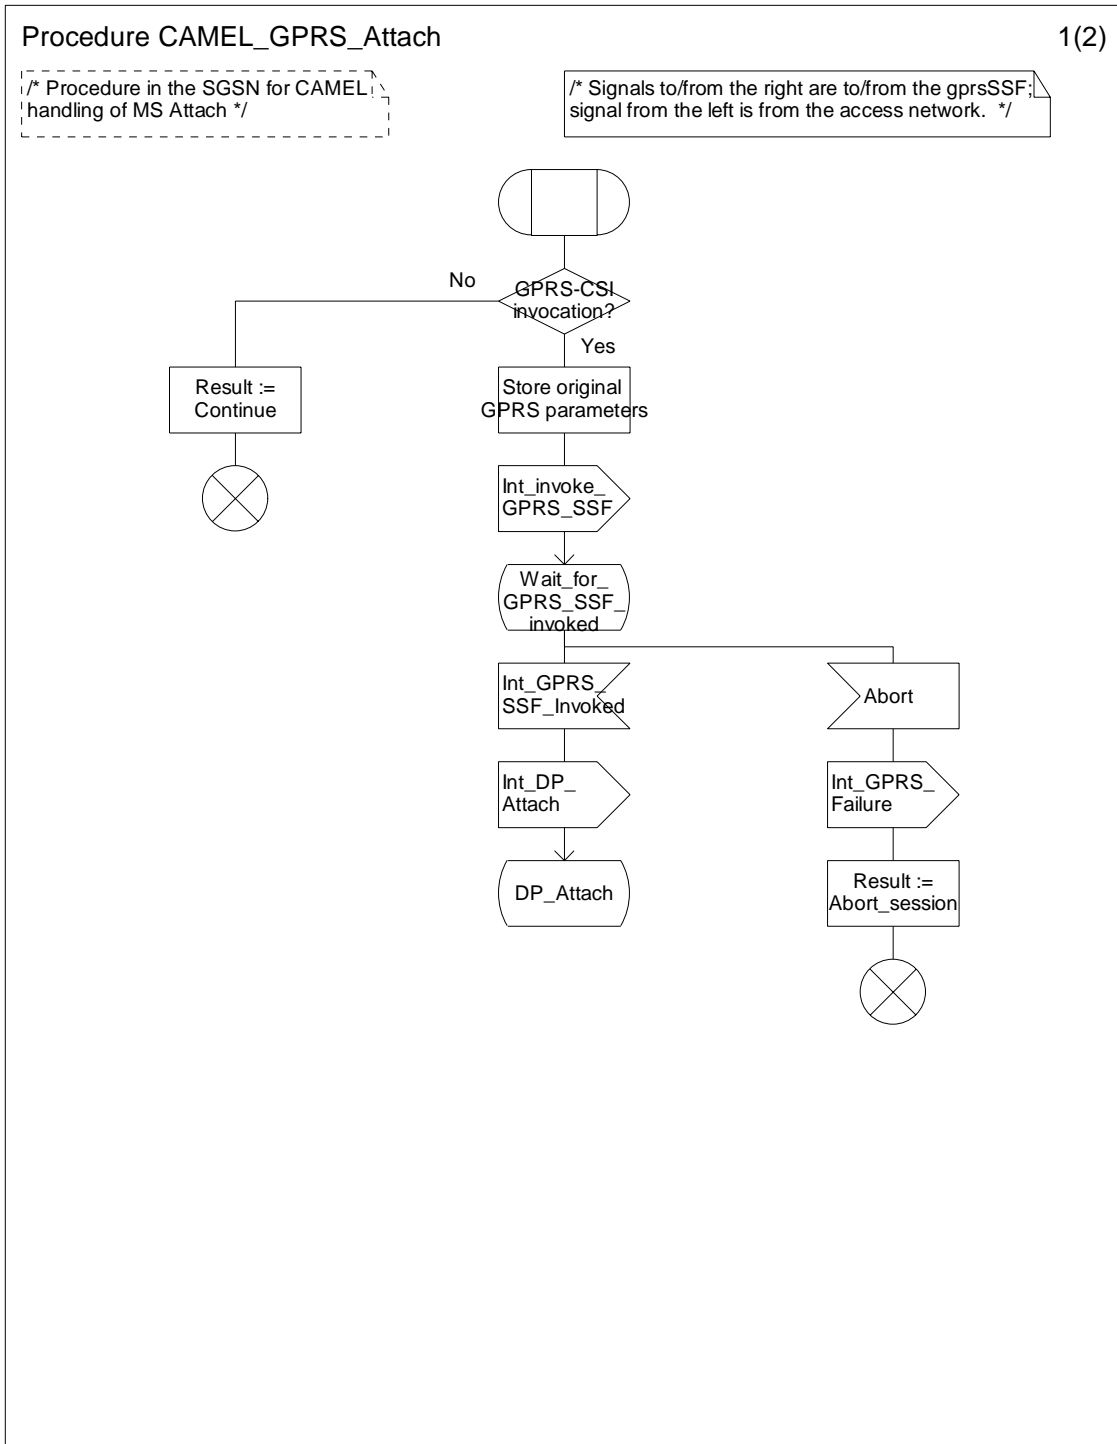 Procedure CAMEL_GPRS_Attach
1(2)
/* Procedure in the SGSN for CAMEL
handling of MS Attach */
/* Signals to/from the right are to/from the gprsSSF;
signal from the left is from the access network.  */
No
GPRS-CSI
invocation?
Yes
Result :=
Continue
Store original
GPRS parameters
Int_invoke_
GPRS_SSF
Wait_for_
GPRS_SSF_
invoked
Int_GPRS_
SSF_Invoked
Abort
Int_DP_
Attach
Int_GPRS_
Failure
DP_Attach
Result :=
Abort_session